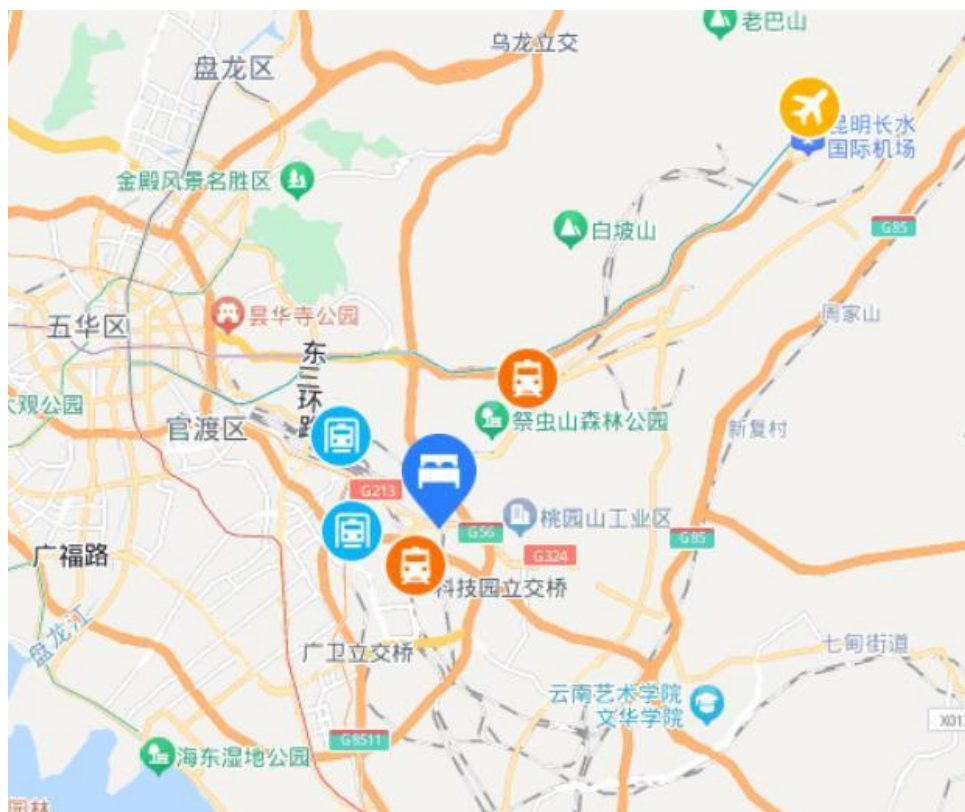 老巴山
乌龙立交
盘龙区
昆明长水
国际机场
金殿风景名胜区
白坡山
G85
昙华寺公园
周家山
五华区
东三环路
大观公园
祭虫山森林公园
官渡区
新复村
G213
桃园山工业区
G56
G85
广福路
G324
科技园立交桥
盘龙江
广卫立交桥
七甸街道
云南艺术学院
文华学院
X013
G8511
海东湿地公园
园林